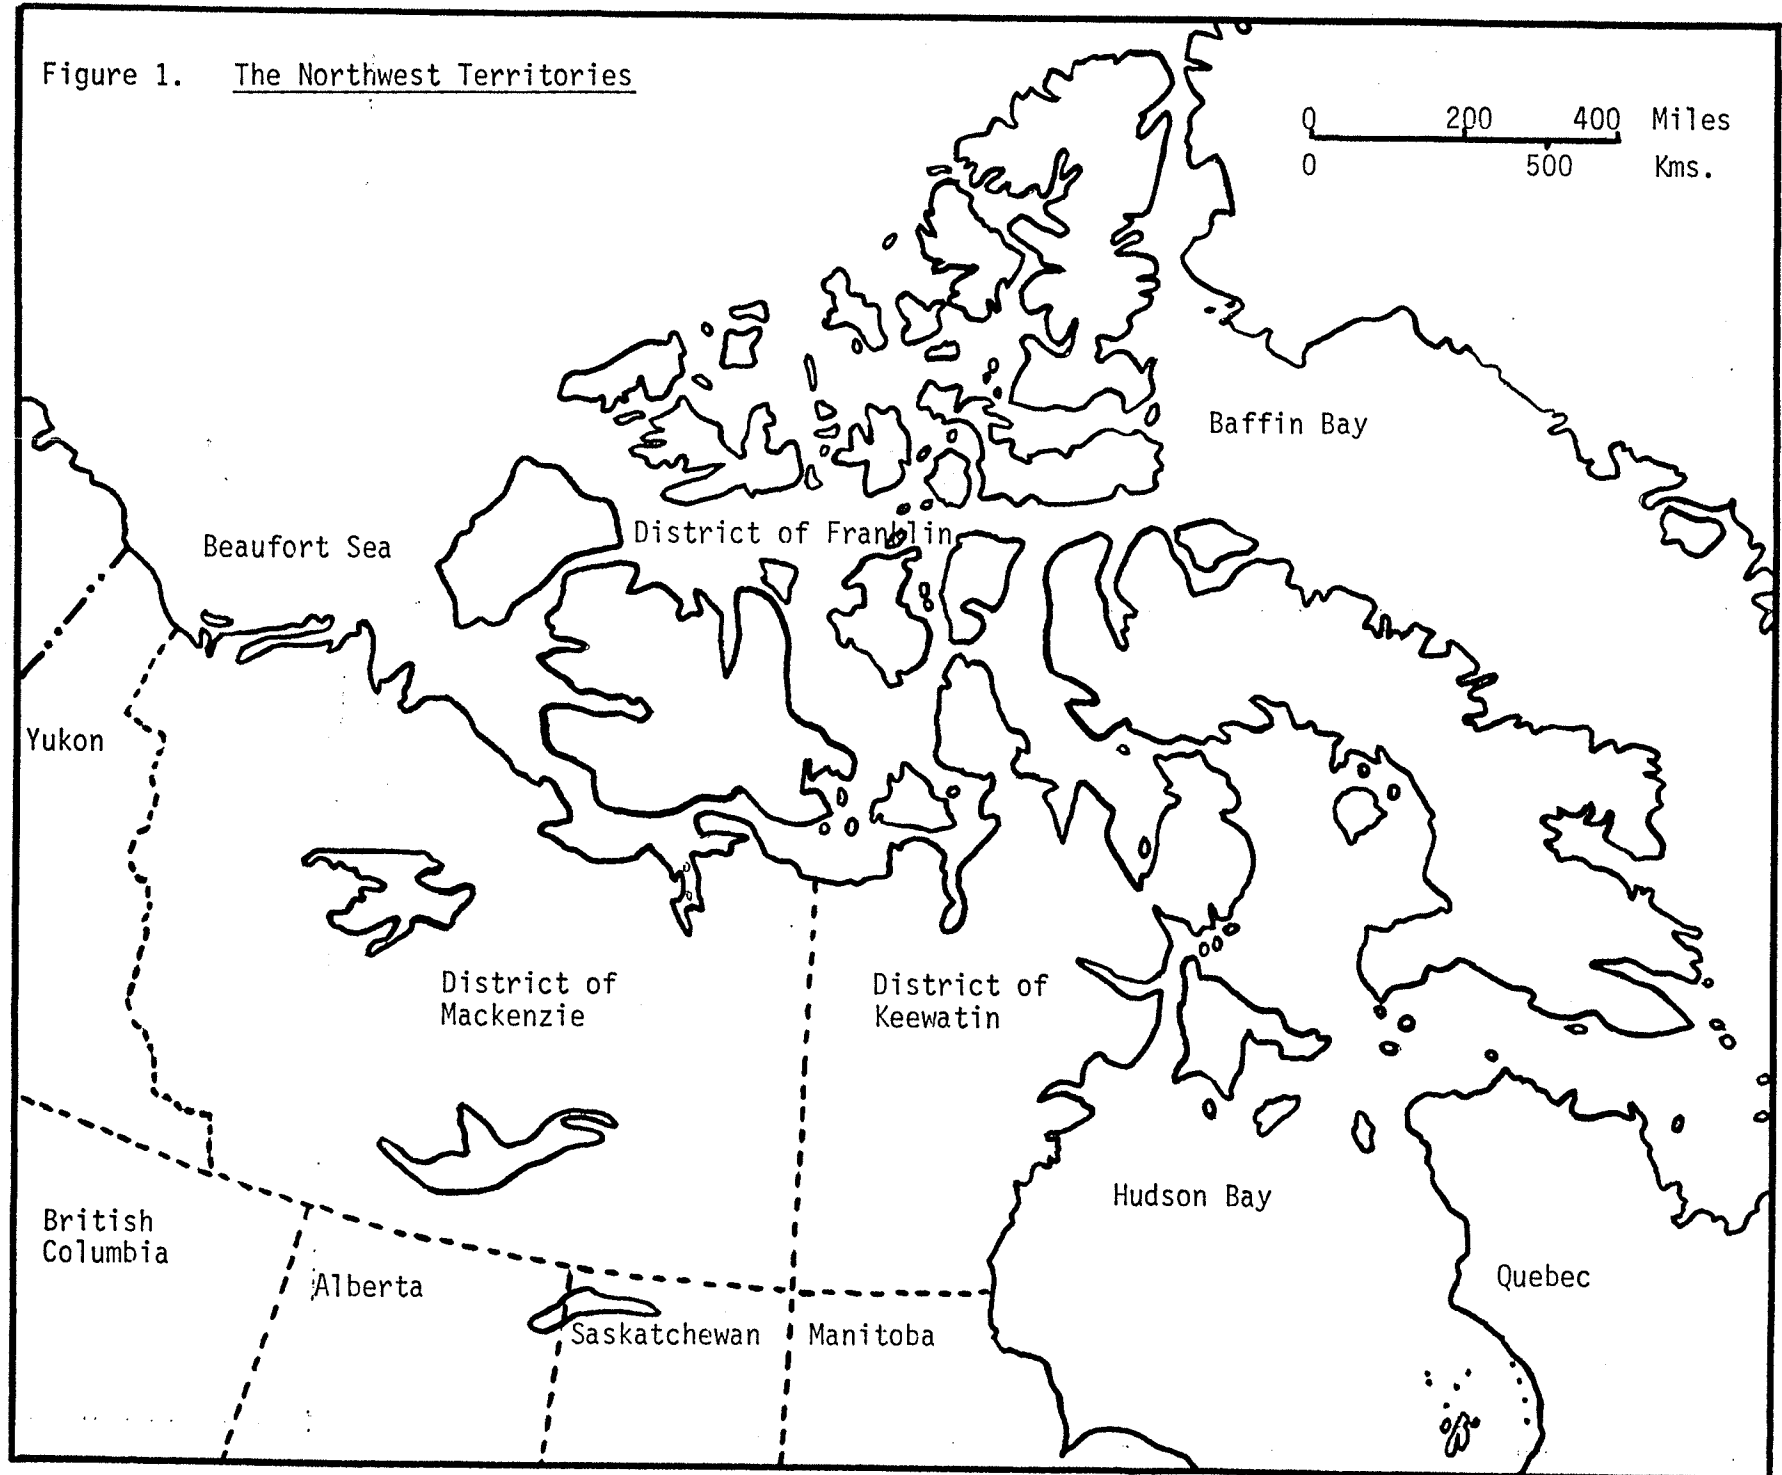 Figure 1. The Northwest Territories
0 200 400 Miles
0 500 Kms.
Baffin Bay
Beaufort Sea
District of Franklin
Yukon
District of
Mackenzie
District of
Keewatin
Hudson Bay
British
Columbia
Alberta
Saskatchewan
Manitoba
Quebec